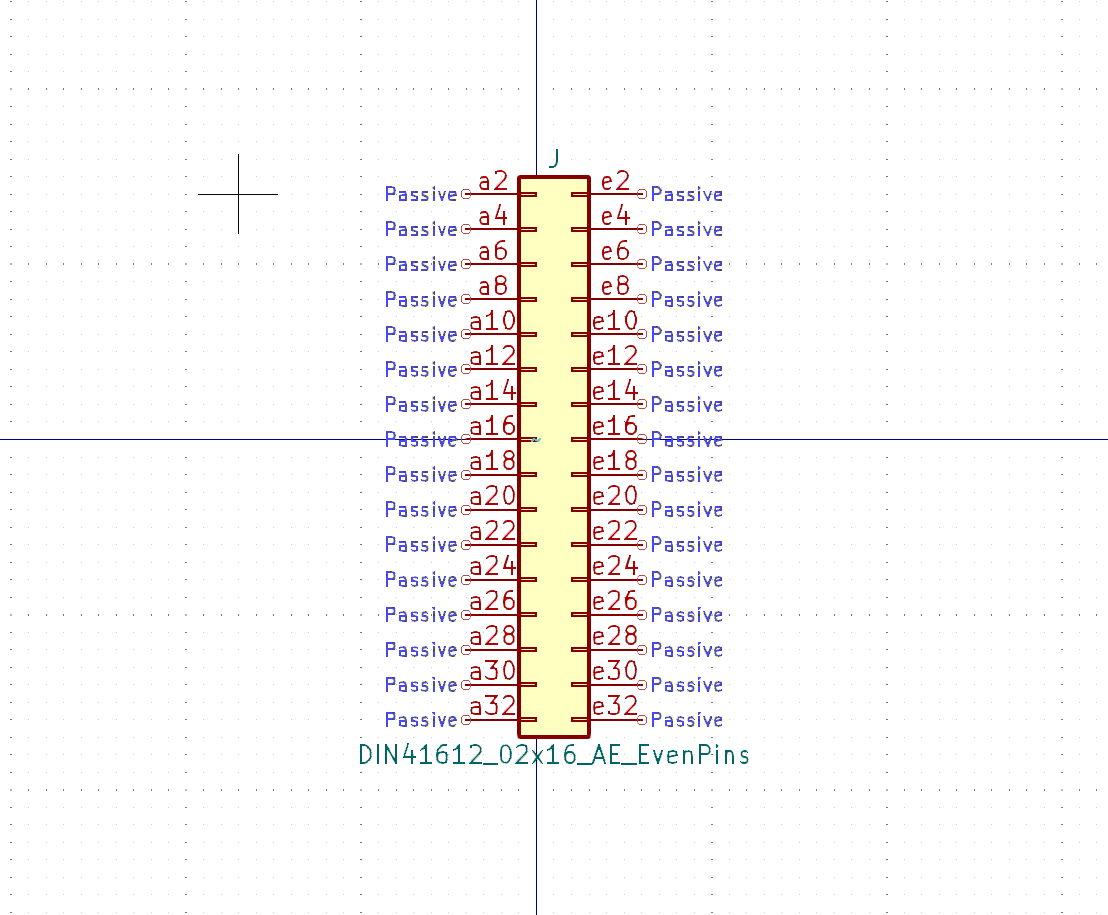 J
Passive a2 e2 Passive
Passive a4 e4 Passive
Passive a6 e6 Passive
Passive a8 e8 Passive
Passive a10 e10 Passive
Passive a12 e12 Passive
Passive a14 e14 Passive
Passive a16 e16 Passive
Passive a18 e18 Passive
Passive a20 e20 Passive
Passive a22 e22 Passive
Passive a24 e24 Passive
Passive a26 e26 Passive
Passive a28 e28 Passive
Passive a30 e30 Passive
Passive a32 e32 Passive
DIN41612_02x16_AE_EvenPins